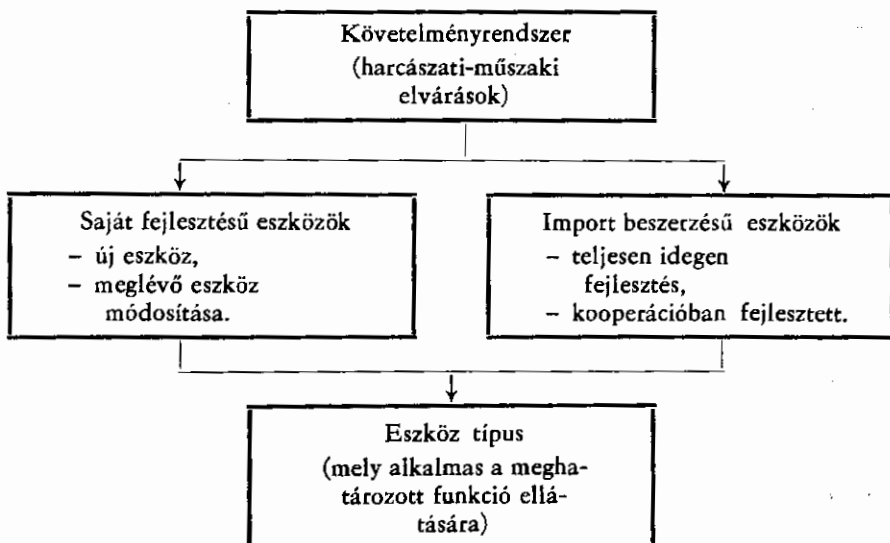 Követelményrendszer
(harcászati-műszaki
elvárások)
Saját fejlesztésű eszközök
– új eszköz,
– meglévő eszköz
módosítása.
Import beszerzésű eszközök
– teljesen idegen
fejlesztés,
– kooperációban fejlesztett.
Eszköz típus
(mely alkalmas a megha-
tározott funkció ellá-
tására)